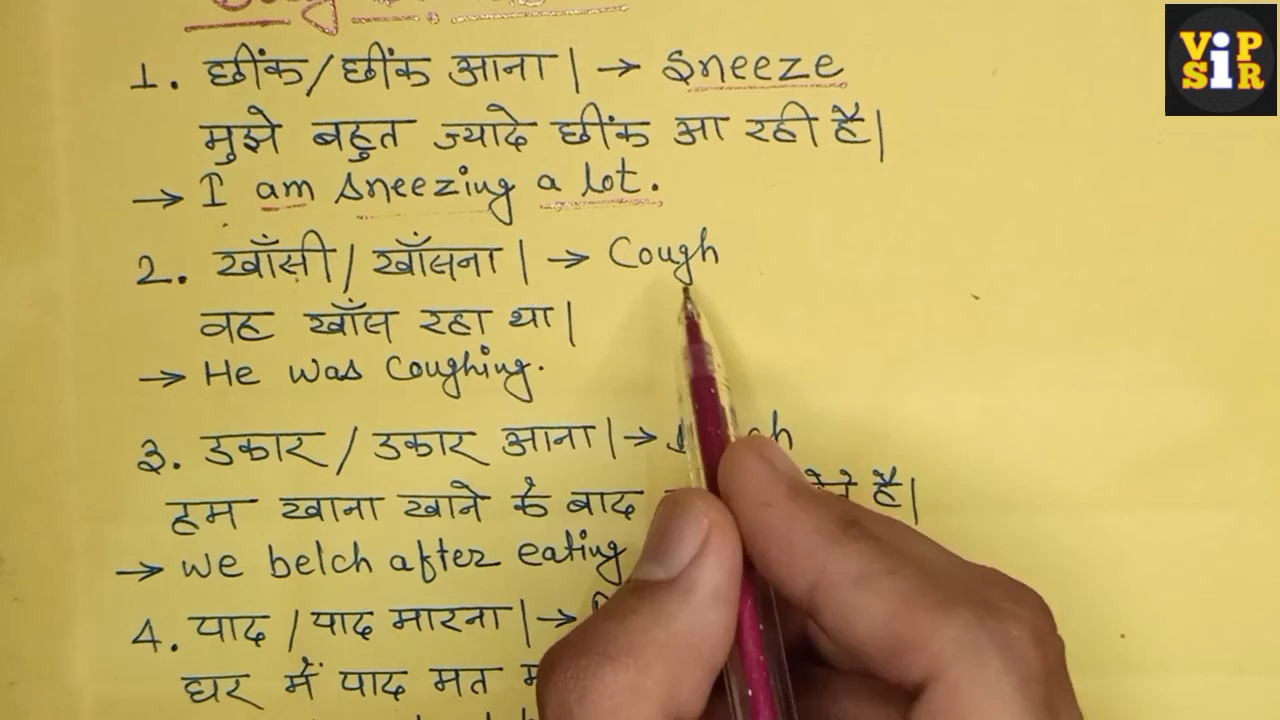 1. छींक/छींक आना | → Sneeze
मुझे बहुत ज्यादे छींक आ रही है|
→ I am sneezing a lot.
2. खाँसी/ खाँसना | → Cough
वह खाँस रहा था|
→ He was Coughing.
3. डकार / डकार आना |→
हम खाना खाने के बाद है|
→ we belch after eating
4. पाद / पाद मारना |→
घर में पाद मत
ViP SIR